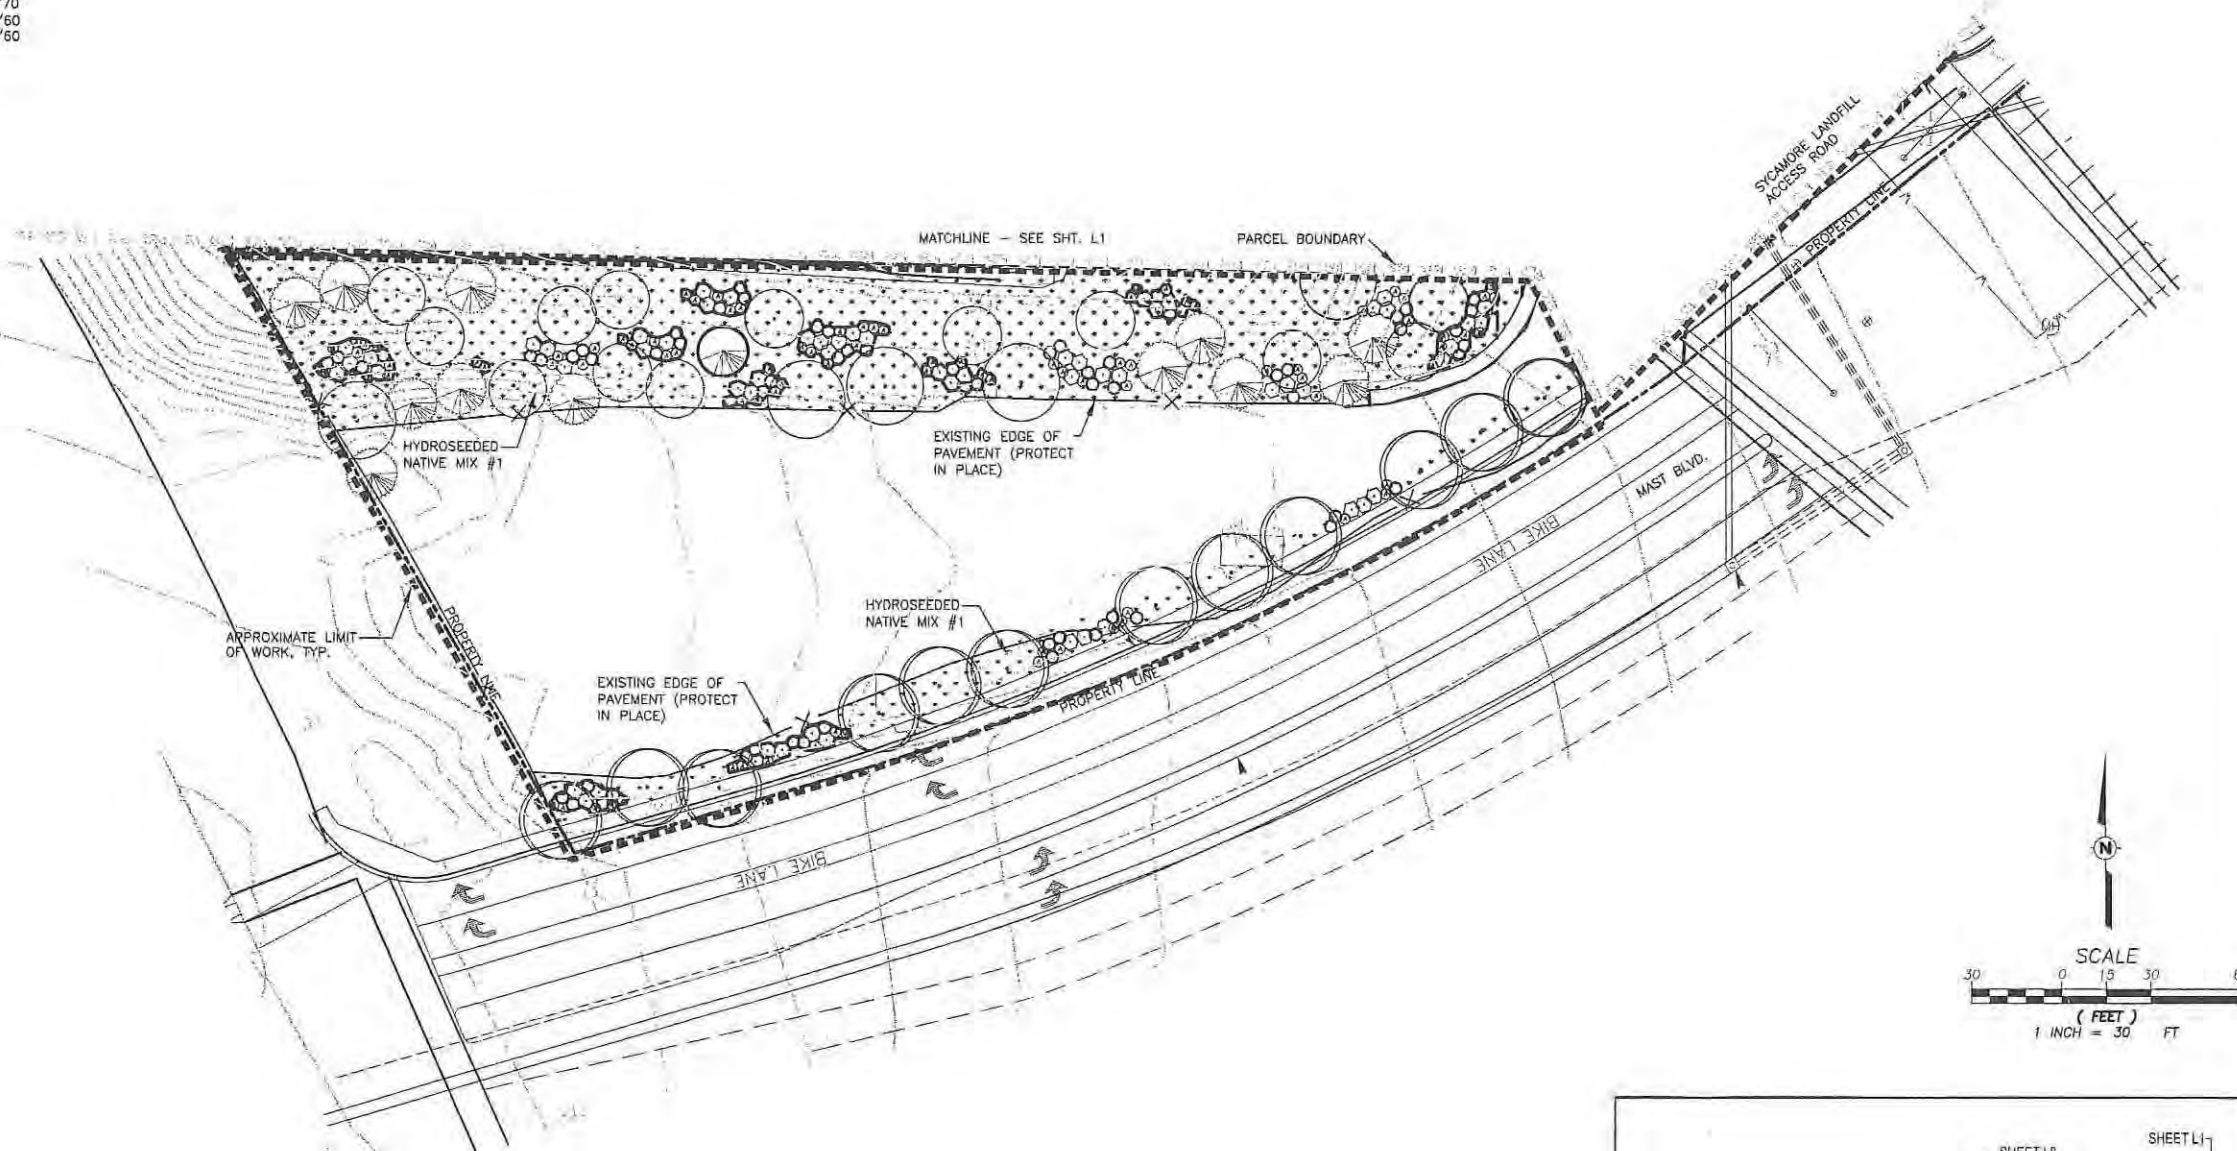 /70
/60
/60
SYCAMORE LANDFILL
ACCESS ROAD
PROPERTY LINE
MATCHLINE - SEE SHT. L1
PARCEL BOUNDARY
HYDROSEEDED
NATIVE MIX #1
EXISTING EDGE OF
PAVEMENT (PROTECT
IN PLACE)
MAST BLVD.
BIKE LANE
HYDROSEEDED
NATIVE MIX #1
APPROXIMATE LIMIT
OF WORK, TYP.
PROPERTY LINE
EXISTING EDGE OF
PAVEMENT (PROTECT
IN PLACE)
PROPERTY LINE
BIKE LANE
N
SCALE
30 0 15 30
( FEET )
1 INCH = 30 FT
SHEET L1